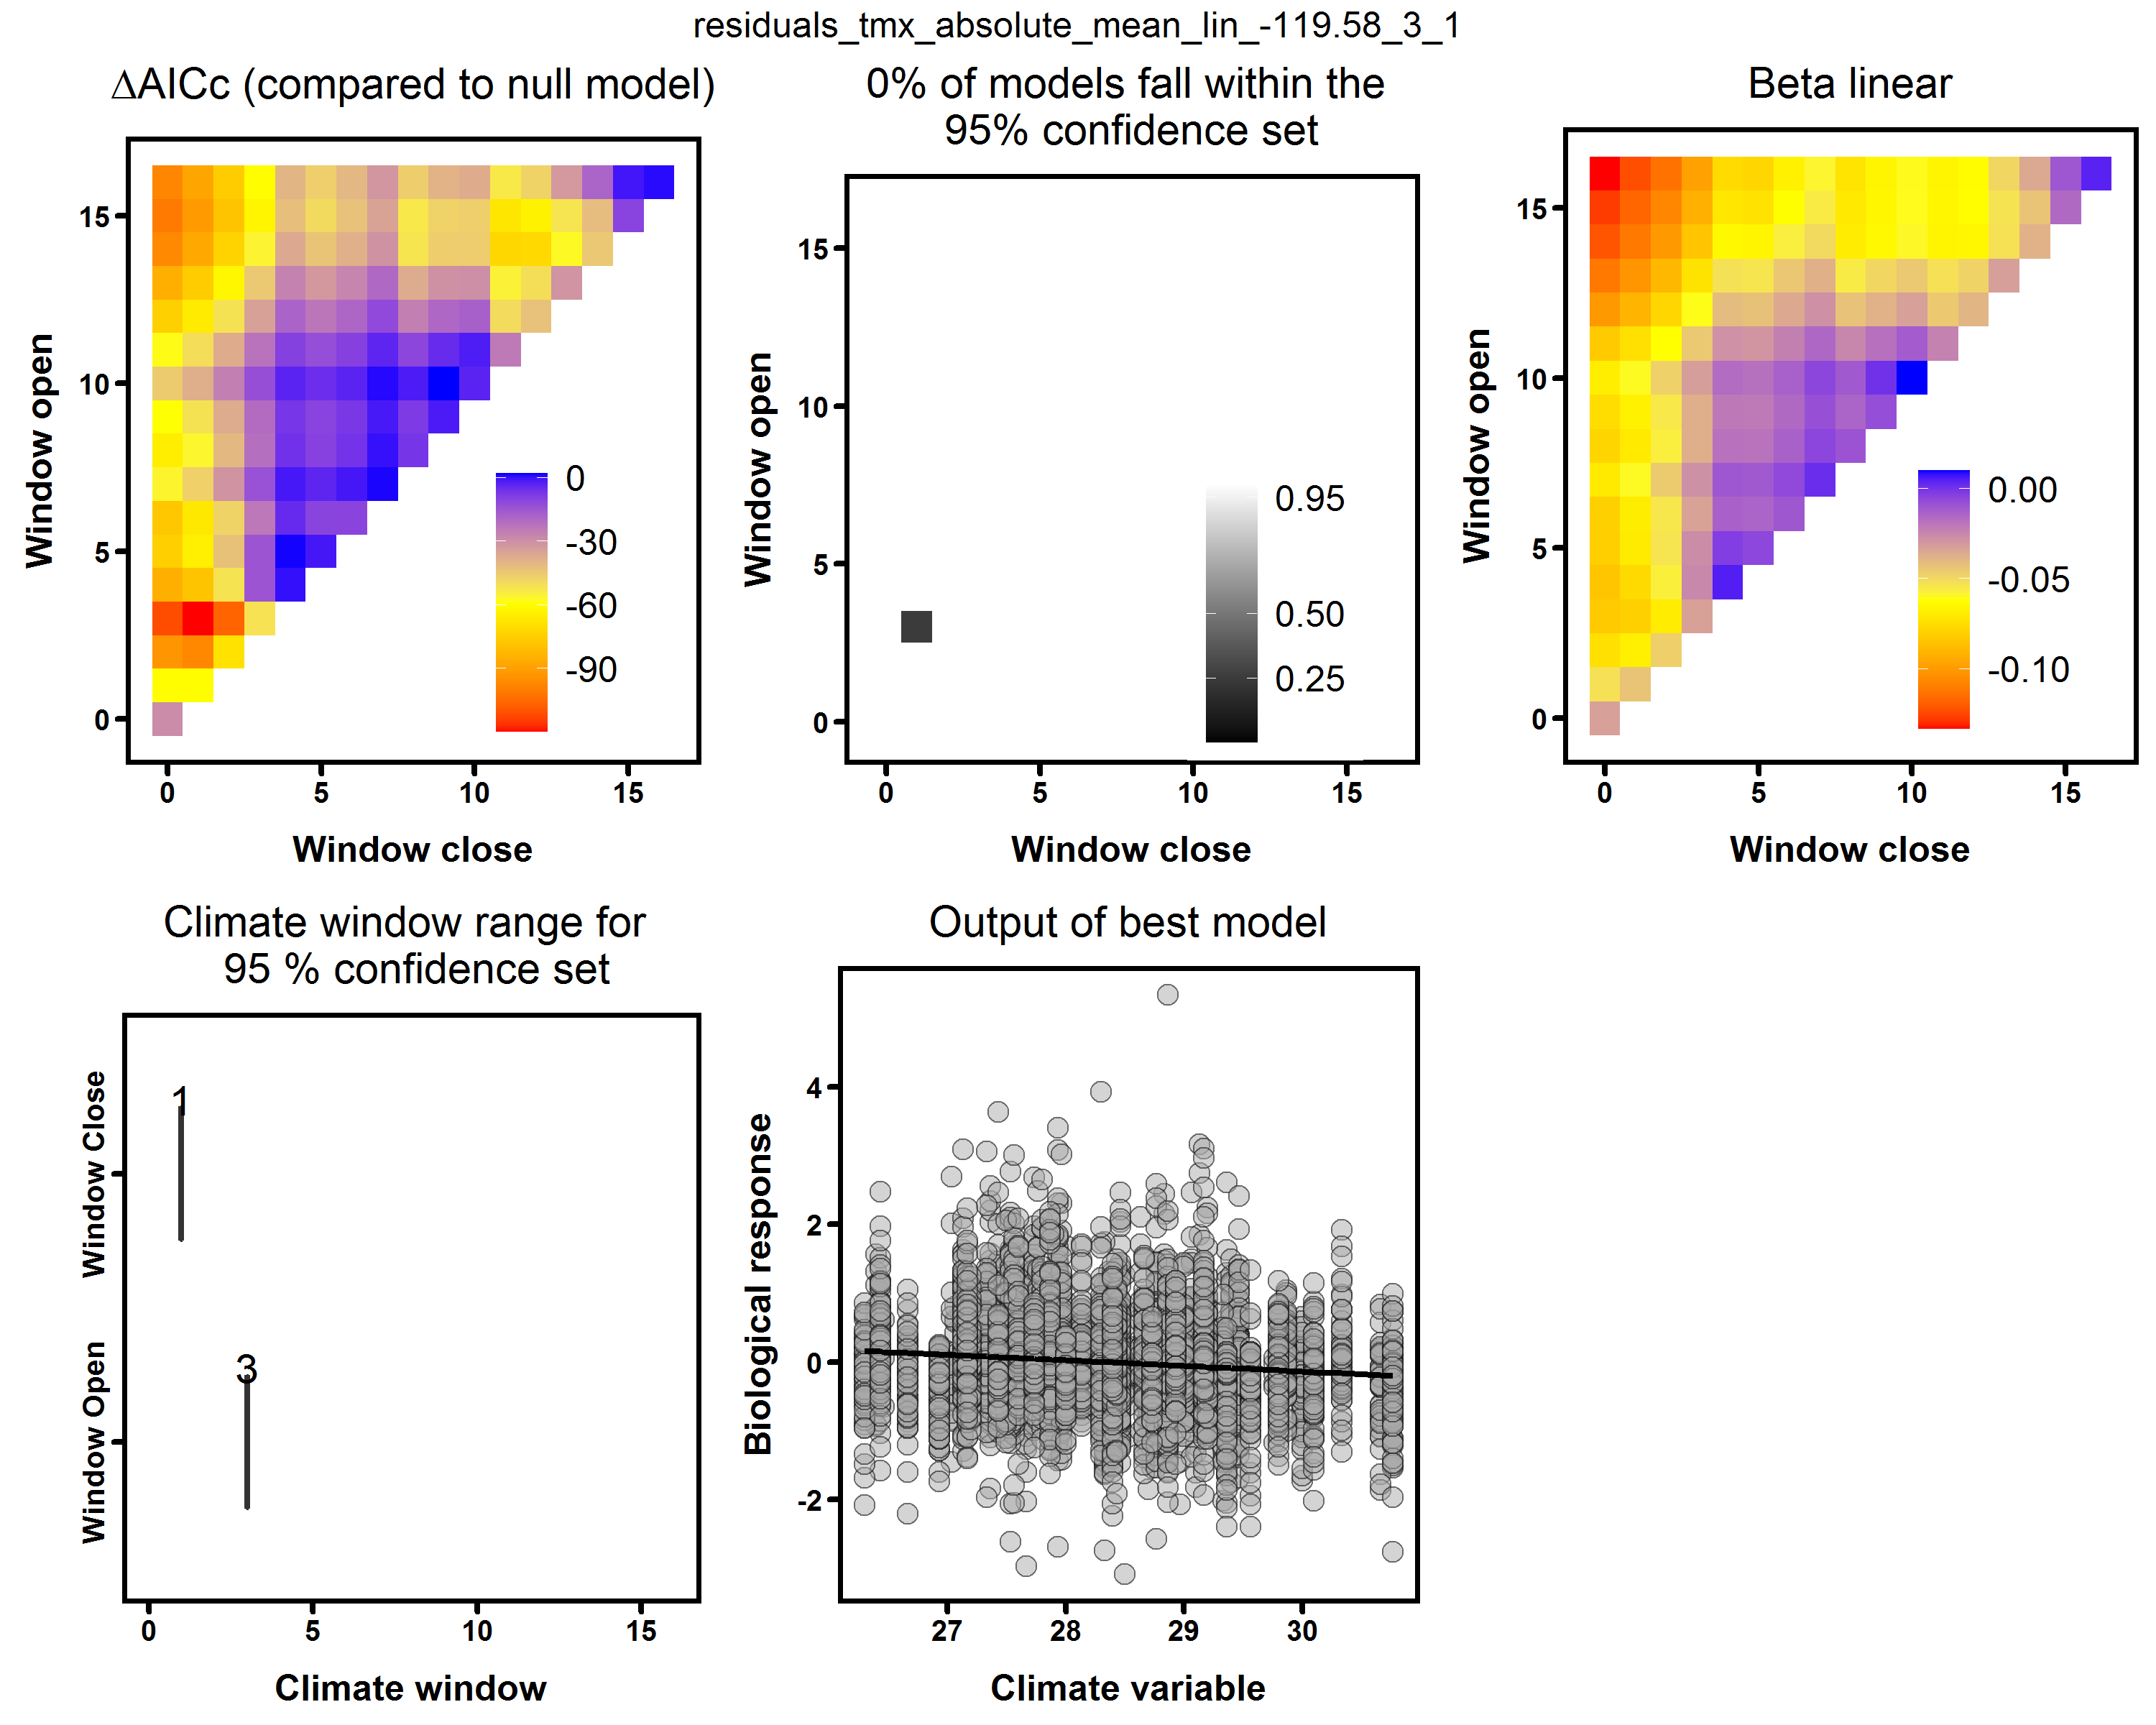 residuals_tmx_absolute_mean_lin_-119.58_3_1
ΔAICc (compared to null model)
Window open
15
10
5
0
0
-30
-60
-90
0 5 10 15
Window close
0% of models fall within the
95% confidence set
Window open
15
10
5
0
0.95
0.50
0.25
0 5 10 15
Window close
Beta linear
Window open
15
10
5
0
0.00
-0.05
-0.10
0 5 10 15
Window close
Climate window range for
95 % confidence set
Window Close
Window Open
1
3
0 5 10 15
Climate window
Output of best model
Biological response
4
2
0
-2
27 28 29 30
Climate variable